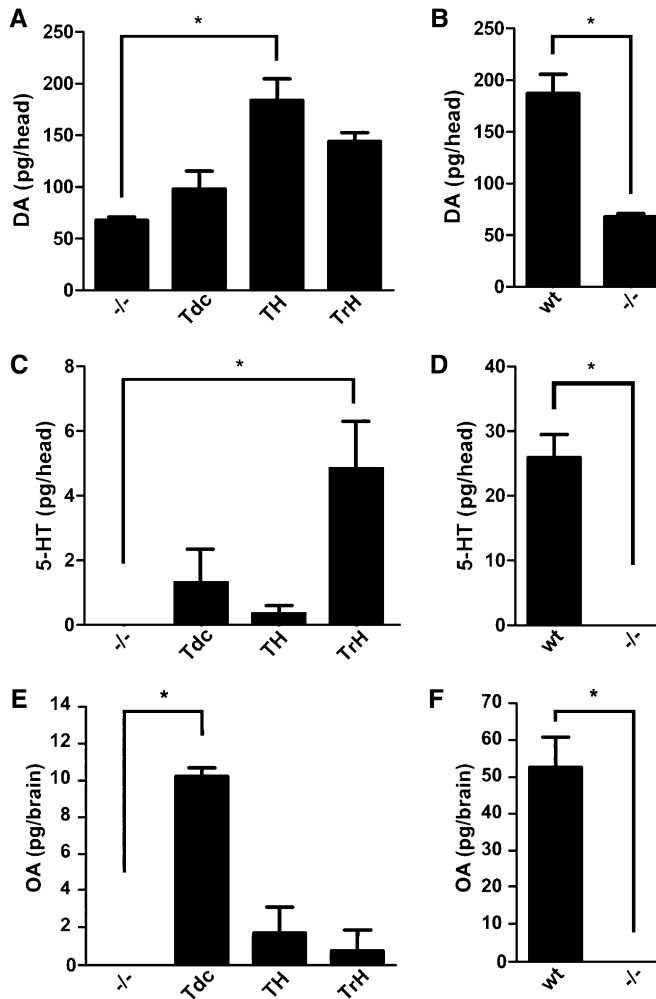 A
DA (pg/head)
250
200
150
100
50
0
*
-/-
Tdc
TH
TrH
B
DA (pg/head)
250
200
150
100
50
0
*
wt
-/-
C
5-HT (pg/head)
8
6
4
2
0
*
-/-
Tdc
TH
TrH
D
5-HT (pg/head)
40
30
20
10
0
*
wt
-/-
E
OA (pg/brain)
14
12
10
8
6
4
2
0
*
-/-
Tdc
TH
TrH
F
OA (pg/brain)
70
60
50
40
30
20
10
0
*
wt
-/-